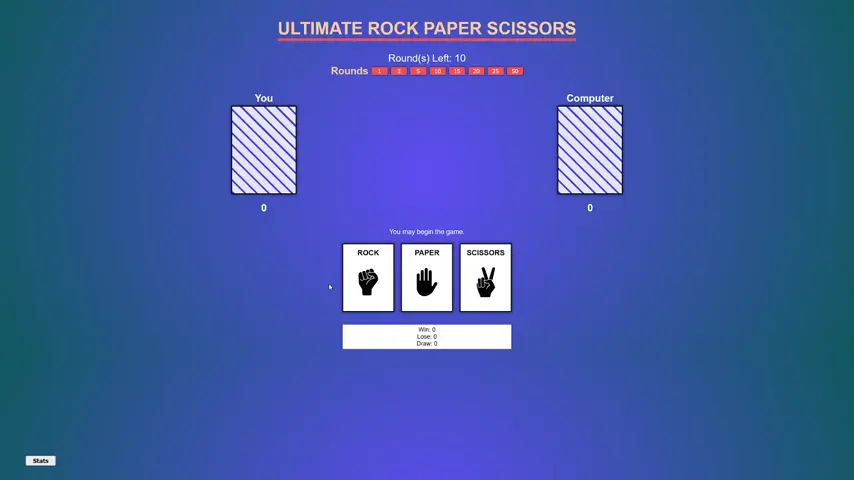 ULTIMATE ROCK PAPER SCISSORS
Round(s) Left: 10
Rounds 1 3 5 10 15 20 25 50
You Computer
0 0
You may begin the game.
ROCK PAPER SCISSORS
Win: 0
Lose: 0
Draw: 0
Stats